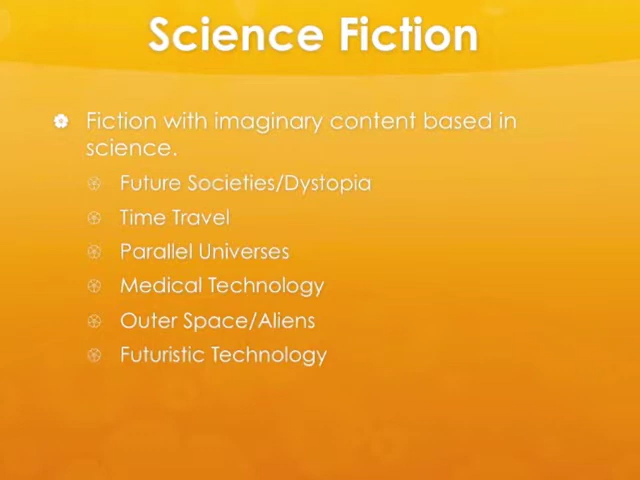 Science Fiction
Fiction with imaginary content based in
science.
Future Societies/Dystopia
Time Travel
Parallel Universes
Medical Technology
Outer Space/Aliens
Futuristic Technology